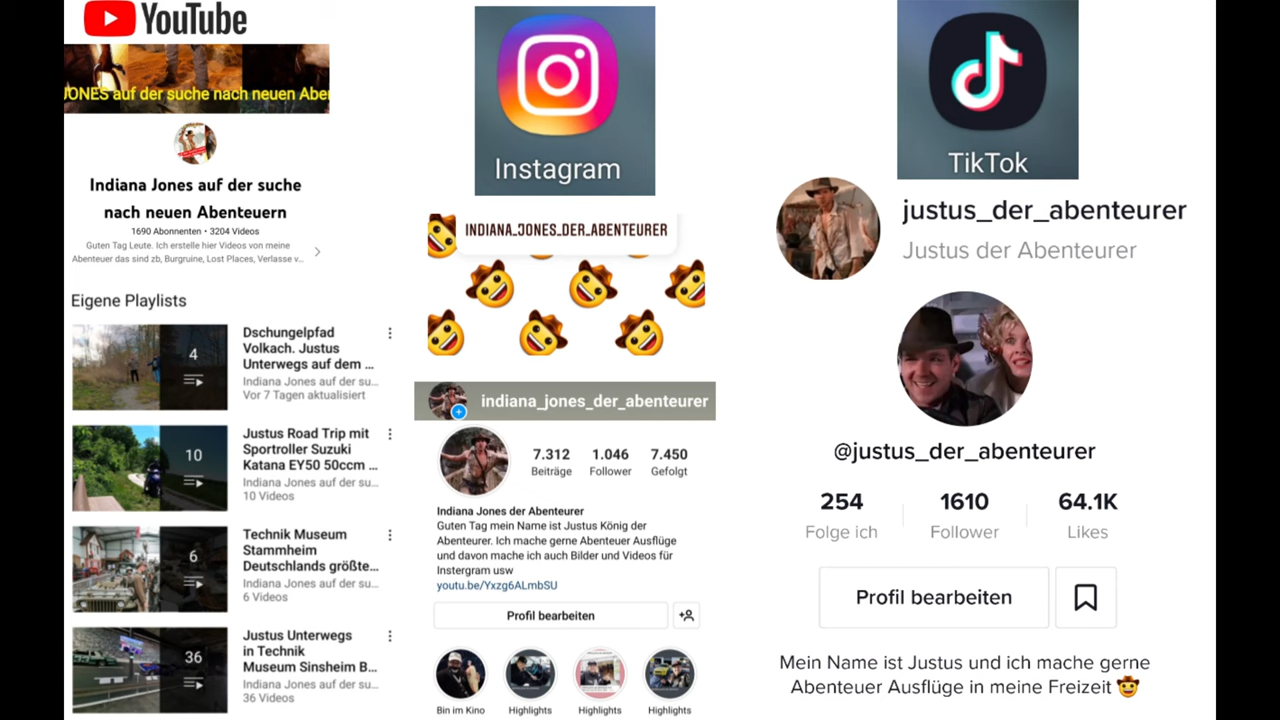 YouTube
JONES auf der suche nach neuen Aben
Indiana Jones auf der suche
nach neuen Abenteuern
1690 Abonnenten • 3204 Videos
Guten Tag Leute. Ich erstelle hier Videos von meine
Abenteuer das sind zb, Burgruine, Lost Places, Verlasse v...
Eigene Playlists
4
Dschungelpfad
Volkach. Justus
Unterwegs auf dem ...
Indiana Jones auf der su...
Vor 7 Tagen aktualisiert
10
Justus Road Trip mit
Sportroller Suzuki
Katana EY50 50ccm ...
Indiana Jones auf der su...
10 Videos
6
Technik Museum
Stammheim
Deutschlands größte...
Indiana Jones auf der su...
6 Videos
36
Justus Unterwegs
in Technik
Museum Sinsheim B...
Indiana Jones auf der su...
36 Videos
Instagram
INDIANA_JONES_DER_ABENTEURER
indiana_jones_der_abenteurer
7.312 1.046 7.450
Beiträge Follower Gefolgt
Indiana Jones der Abenteurer
Guten Tag mein Name ist Justus König der
Abenteurer. Ich mache gerne Abenteuer Ausflüge
und davon mache ich auch Bilder und Videos für
Instergram usw
youtu.be/Yxzg6ALmbSU
Profil bearbeiten
Bin im Kino Highlights Highlights Highlights
TikTok
justus_der_abenteurer
Justus der Abenteurer
@justus_der_abenteurer
254 1610 64.1K
Folge ich Follower Likes
Profil bearbeiten
Mein Name ist Justus und ich mache gerne
Abenteuer Ausflüge in meine Freizeit 🤠